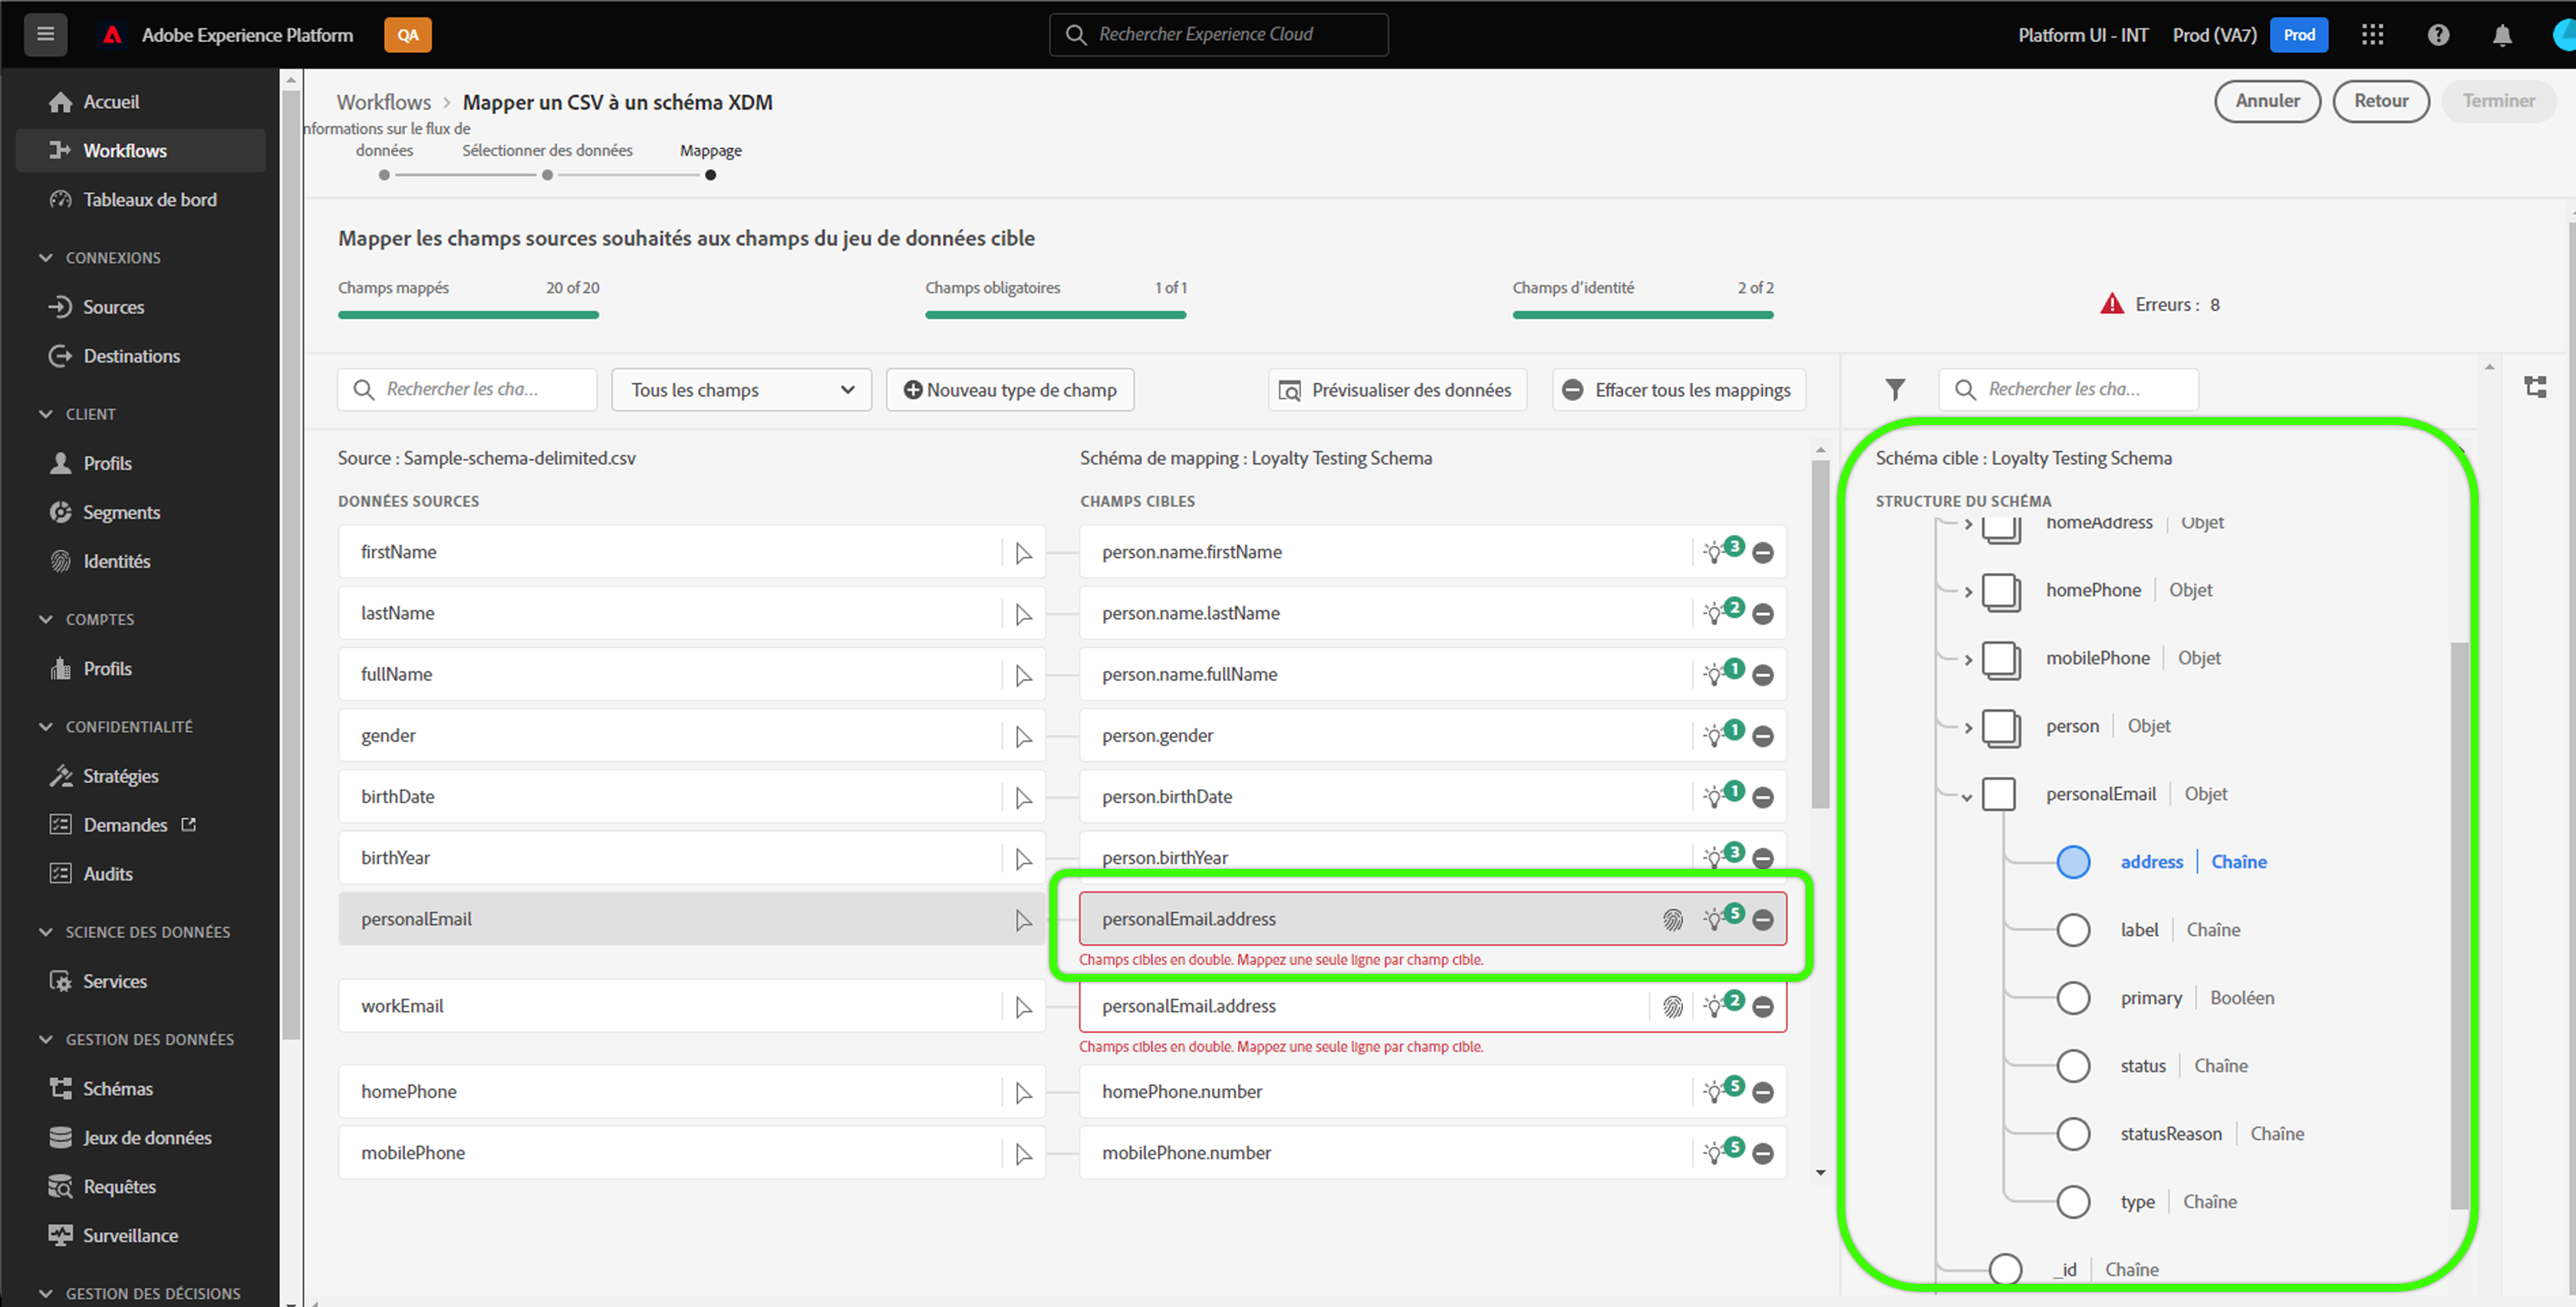 Adobe Experience Platform
QA
Rechercher Experience Cloud
Platform UI - INT
Prod (VA7)
Prod
Accueil
Workflows
Tableaux de bord
CONNEXIONS
Sources
Destinations
CLIENT
Profils
Segments
Identités
COMPTES
Profils
CONFIDENTIALITÉ
Stratégies
Demandes
Audits
SCIENCE DES DONNÉES
Services
GESTION DES DONNÉES
Schémas
Jeux de données
Requêtes
Surveillance
GESTION DES DÉCISIONS
Workflows > Mapper un CSV à un schéma XDM
Annuler
Retour
Terminer
nformations sur le flux de
données
Sélectionner des données
Mappage
Mapper les champs sources souhaités aux champs du jeu de données cible
Champs mappés 20 of 20
Champs obligatoires 1 of 1
Champs d'identité 2 of 2
Erreurs : 8
Rechercher les cha...
Tous les champs
Nouveau type de champ
Prévisualiser des données
Effacer tous les mappings
Rechercher les cha...
Source : Sample-schema-delimited.csv
Schéma de mapping : Loyalty Testing Schema
DONNÉES SOURCES
CHAMPS CIBLES
firstName
person.name.firstName 3
lastName
person.name.lastName 2
fullName
person.name.fullName 1
gender
person.gender 1
birthDate
person.birthDate 1
birthYear
person.birthYear 3
personalEmail
personalEmail.address 5
Champs cibles en double. Mappez une seule ligne par champ cible.
workEmail
personalEmail.address 2
Champs cibles en double. Mappez une seule ligne par champ cible.
homePhone
homePhone.number 5
mobilePhone
mobilePhone.number 5
Schéma cible : Loyalty Testing Schema
STRUCTURE DU SCHÉMA
homeAddress Objet
homePhone Objet
mobilePhone Objet
person Objet
personalEmail Objet
address Chaîne
label Chaîne
primary Booléen
status Chaîne
statusReason Chaîne
type Chaîne
_id Chaîne